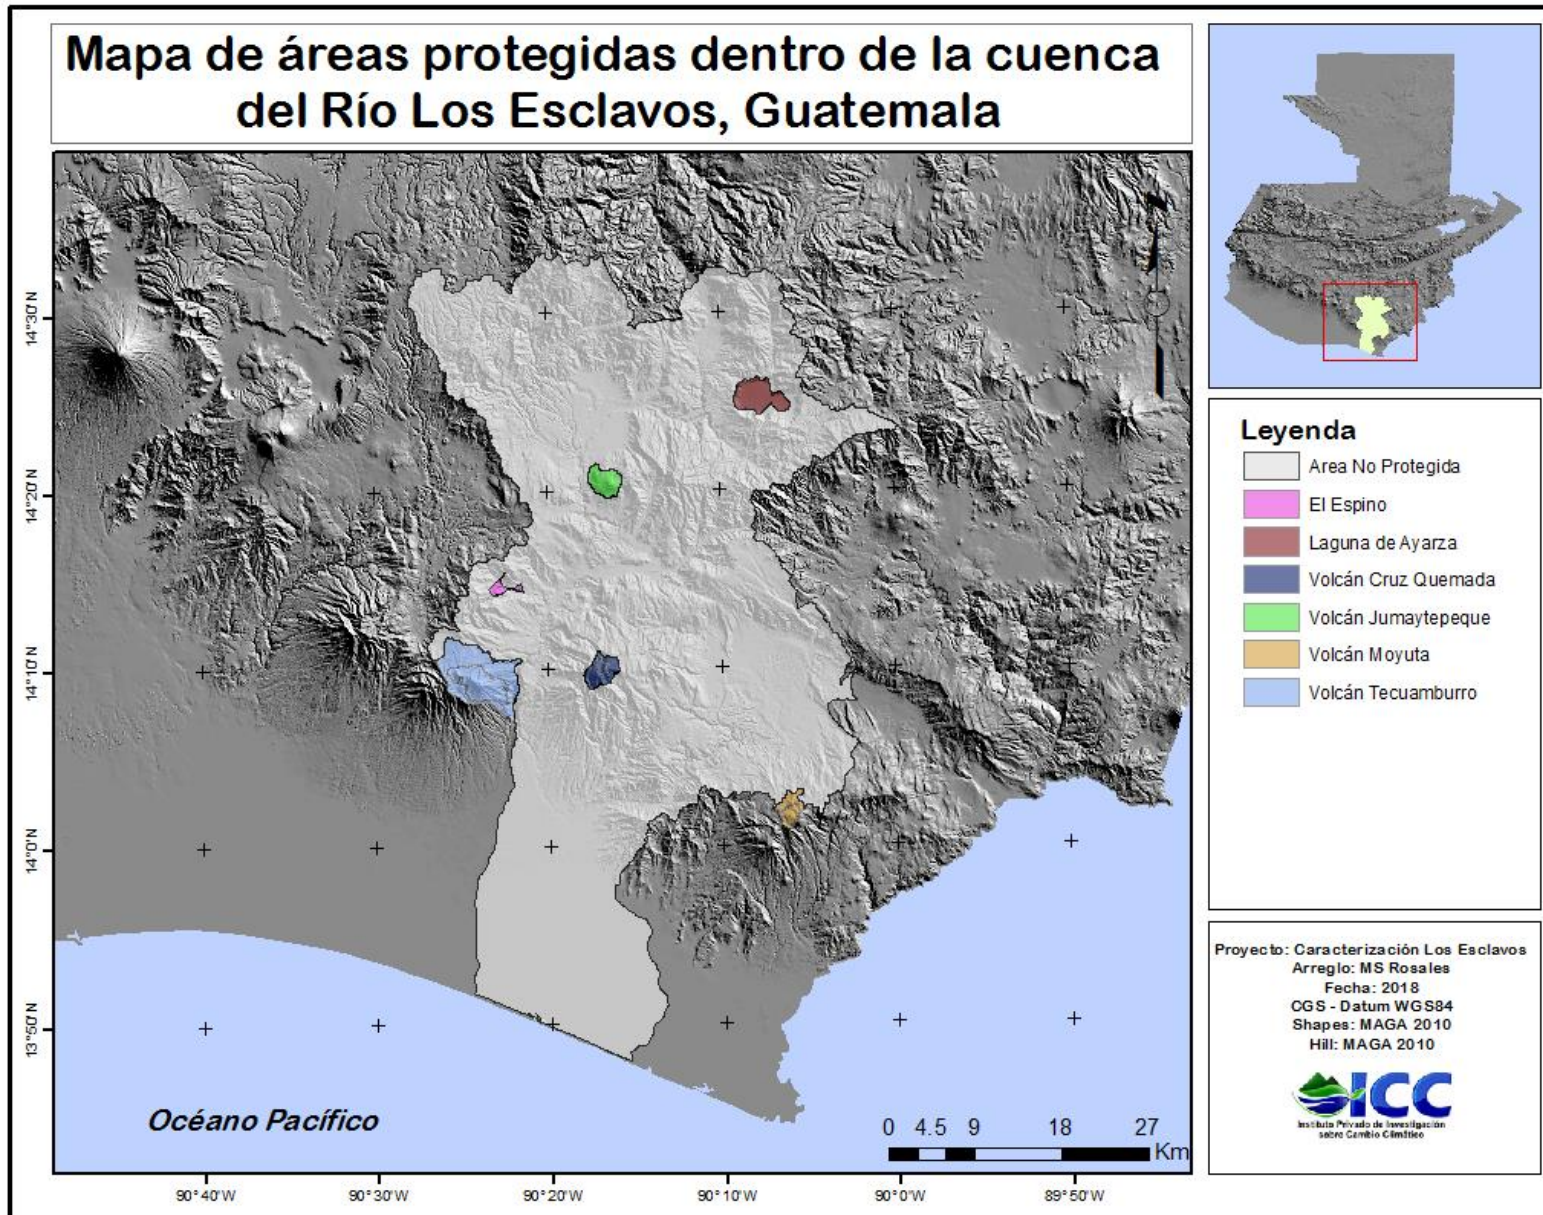 Mapa de áreas protegidas dentro de la cuenca
del Río Los Esclavos, Guatemala
14°30'N
14°20'N
14°10'N
14°0'N
13°50'N
Océano Pacífico
0 4.5 9 18 27
Km
90°40'W 90°30'W 90°20'W 90°10'W 90°0'W 89°50'W
Leyenda
Area No Protegida
El Espino
Laguna de Ayarza
Volcán Cruz Quemada
Volcán Jumaytepeque
Volcán Moyuta
Volcán Tecuamburro
Proyecto: Caracterización Los Esclavos
Arreglo: MS Rosales
Fecha: 2018
CGS - Datum WGS84
Shapes: MAGA 2010
Hill: MAGA 2010
ICC
Instituto Privado de Investigación
sobre Cambio Climático